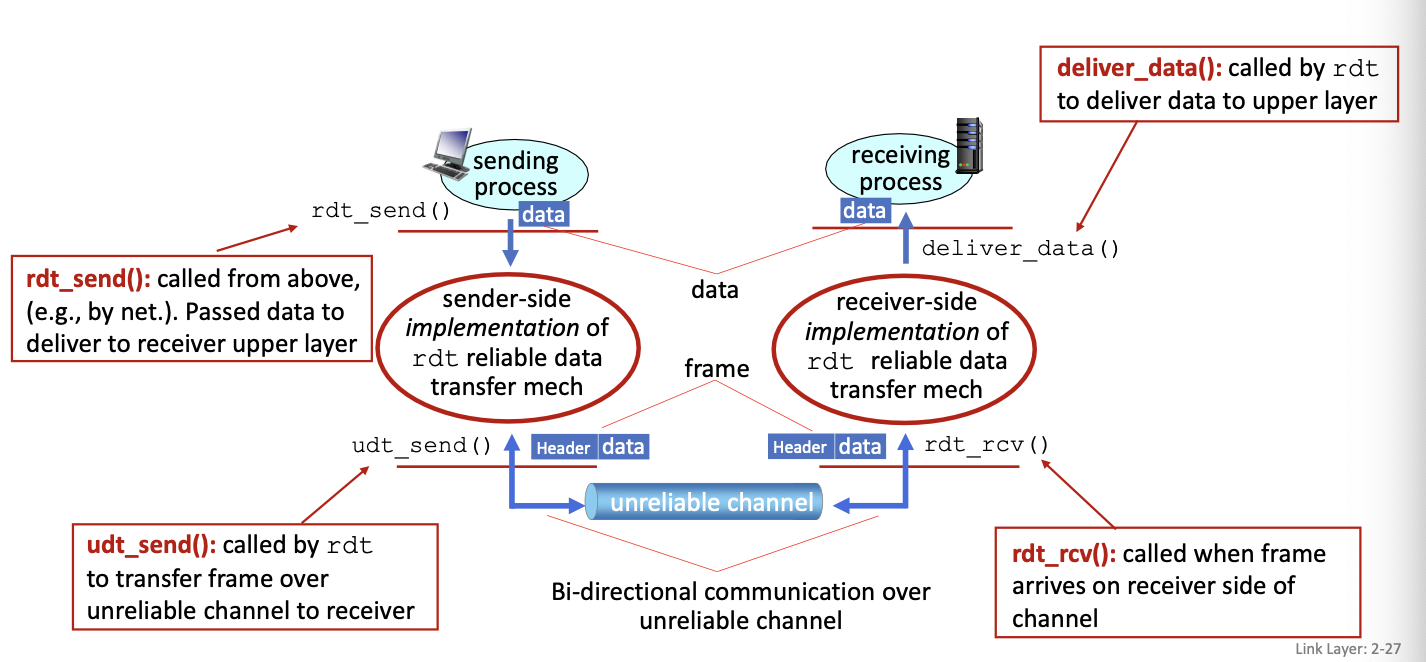 deliver_data(): called by rdt
to deliver data to upper layer
sending
process
receiving
process
rdt_send()
data
data
deliver_data()
rdt_send(): called from above,
(e.g., by net.). Passed data to
deliver to receiver upper layer
data
sender-side
implementation of
rdt reliable data
transfer mech
receiver-side
implementation of
rdt reliable data
transfer mech
frame
udt_send()
Header data
Header data
rdt_rcv()
unreliable channel
udt_send(): called by rdt
to transfer frame over
unreliable channel to receiver
rdt_rcv(): called when frame
arrives on receiver side of
channel
Bi-directional communication over
unreliable channel
Link Layer: 2-27